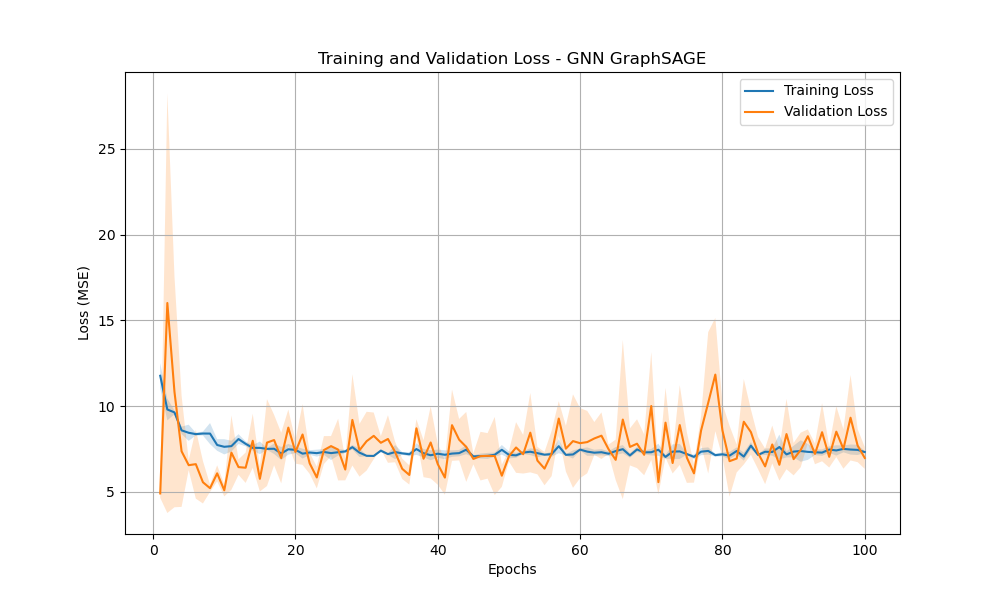 Training and Validation Loss - GNN GraphSAGE
Training Loss
Validation Loss
25
20
15
10
5
Loss (MSE)
0
20
40
60
80
100
Epochs